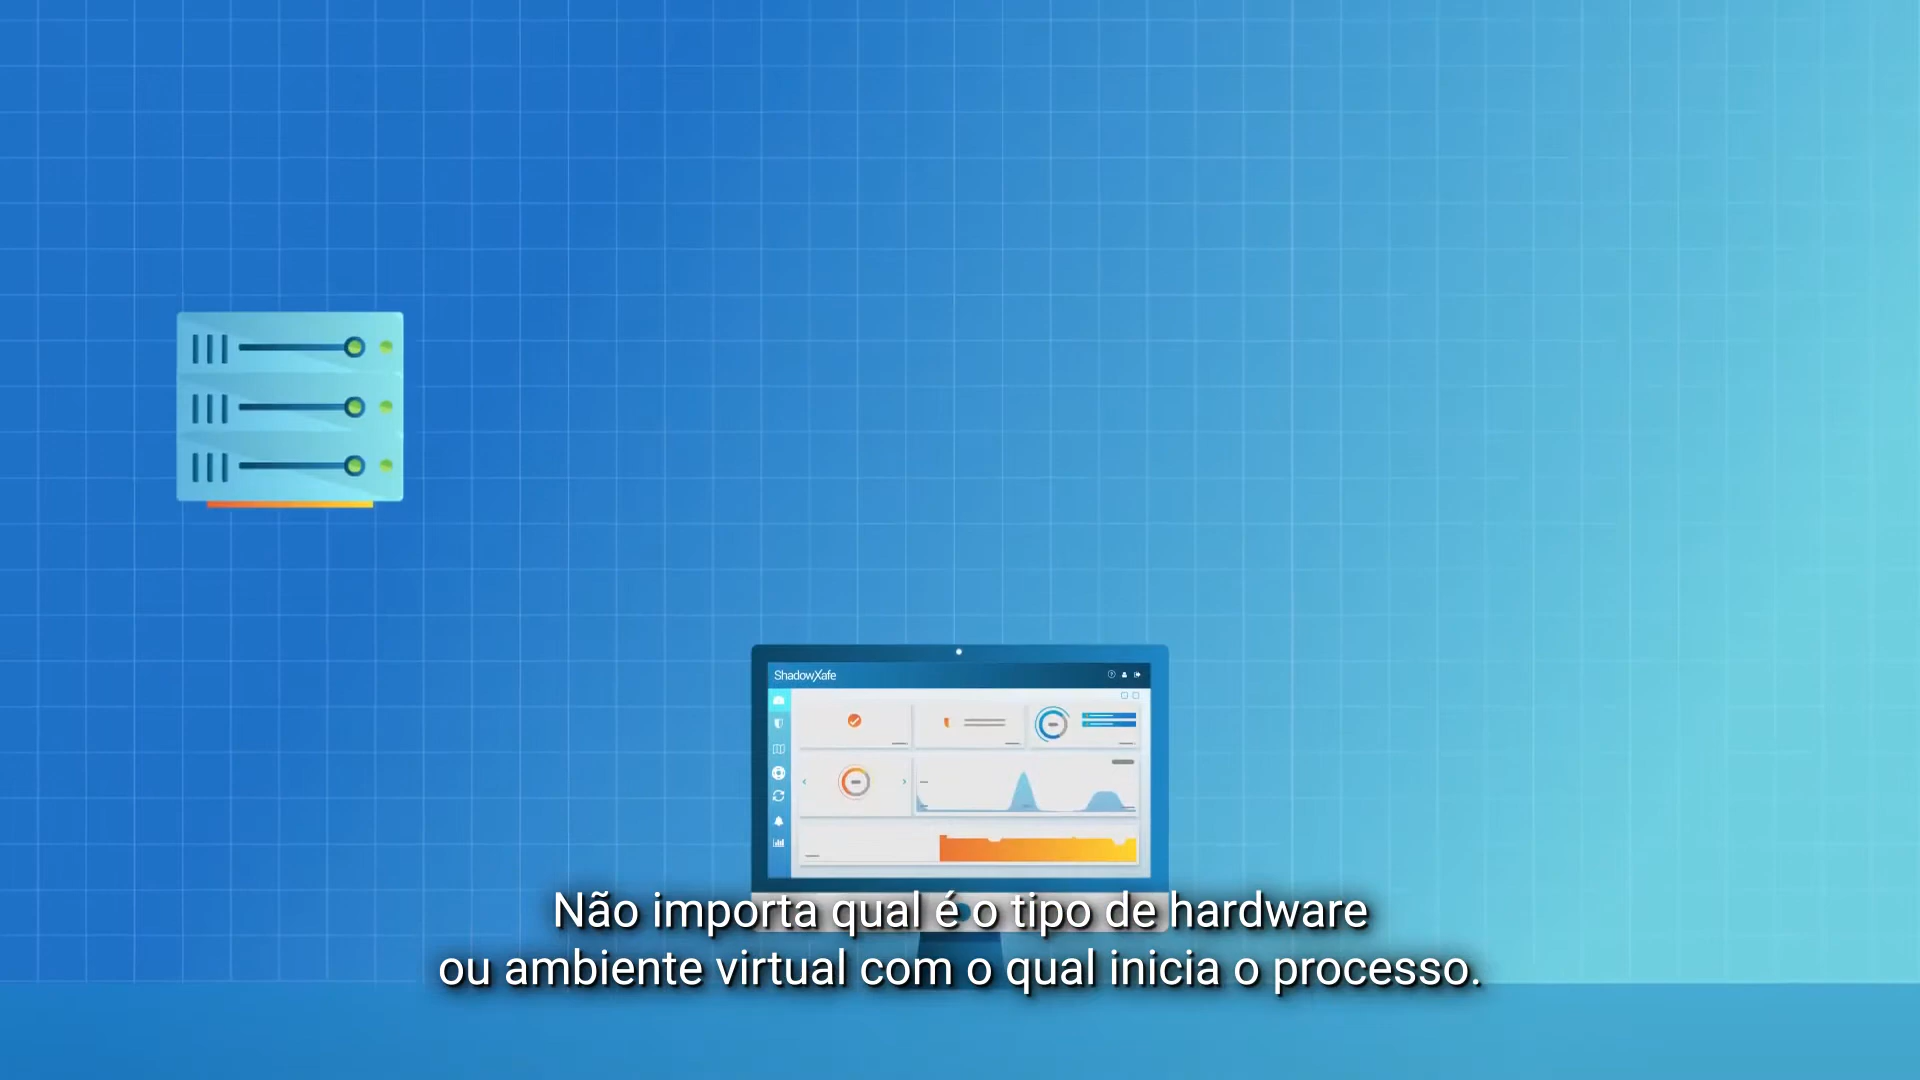 ShadowXafe
Não importa qual é o tipo de hardware
ou ambiente virtual com o qual inicia o processo.